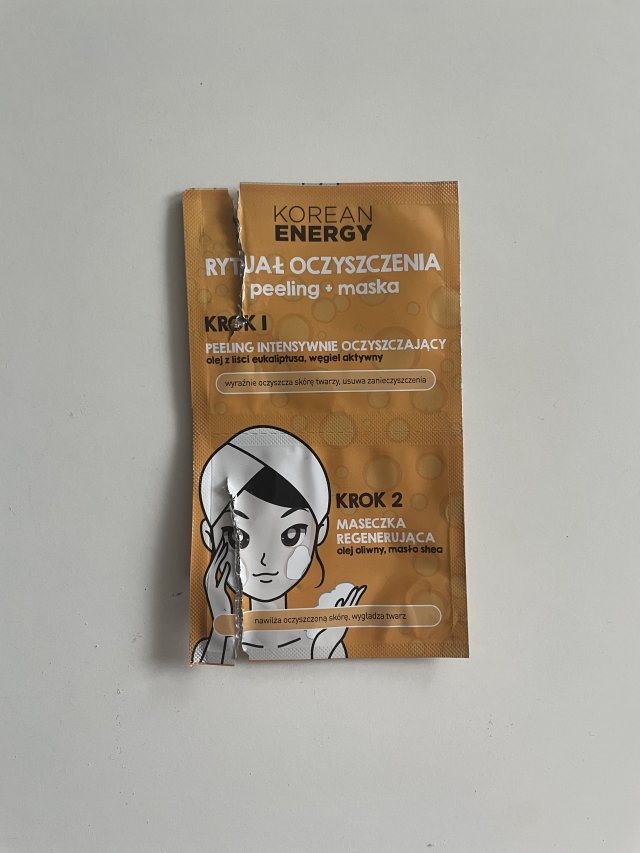 KOREAN
ENERGY
RYTUAŁ OCZYSZCZENIA
peeling + maska
KROK 1
PEELING INTENSYWNIE OCZYSZCZAJĄCY
olej z liści eukaliptusa, węgiel aktywny
wyraźnie oczyszcza skórę twarzy, usuwa zanieczyszczenia
KROK 2
MASECZKA
REGENERUJĄCA
olej oliwny, masło shea
nawilża oczyszczoną skórę, wygładza twarz